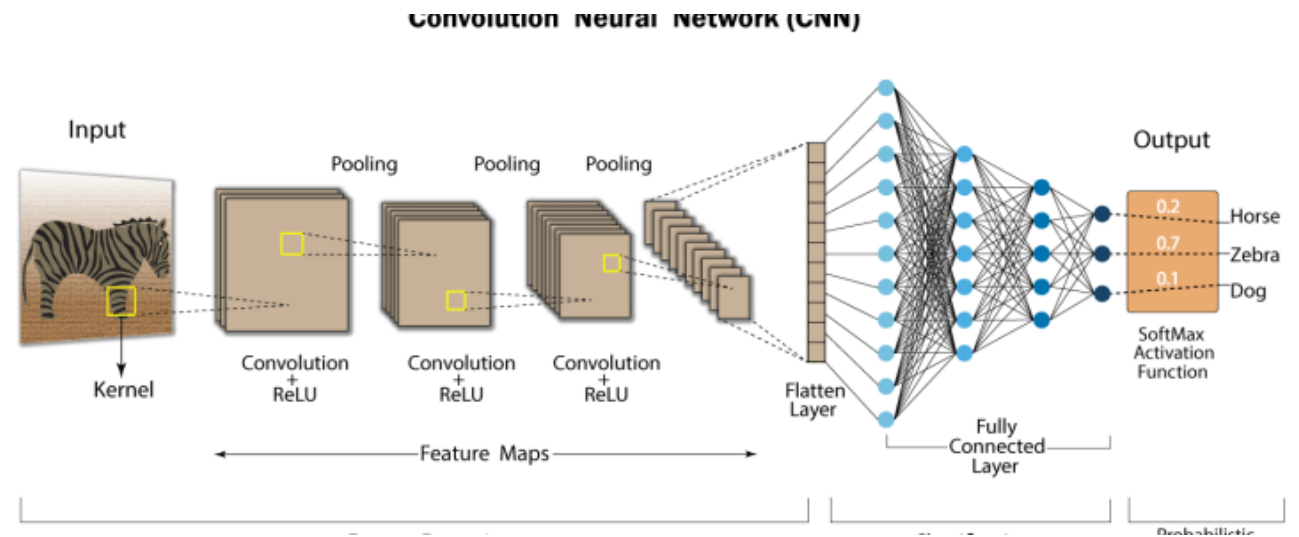 Convolution Neural Network (CNN)
Input
Pooling
Pooling
Pooling
Output
Kernel
Convolution
+
ReLU
Convolution
+
ReLU
Convolution
+
ReLU
Flatten
Layer
0.2
0.7
0.1
Horse
Zebra
Dog
SoftMax
Activation
Function
Feature Maps
Fully
Connected
Layer
Probabilistic